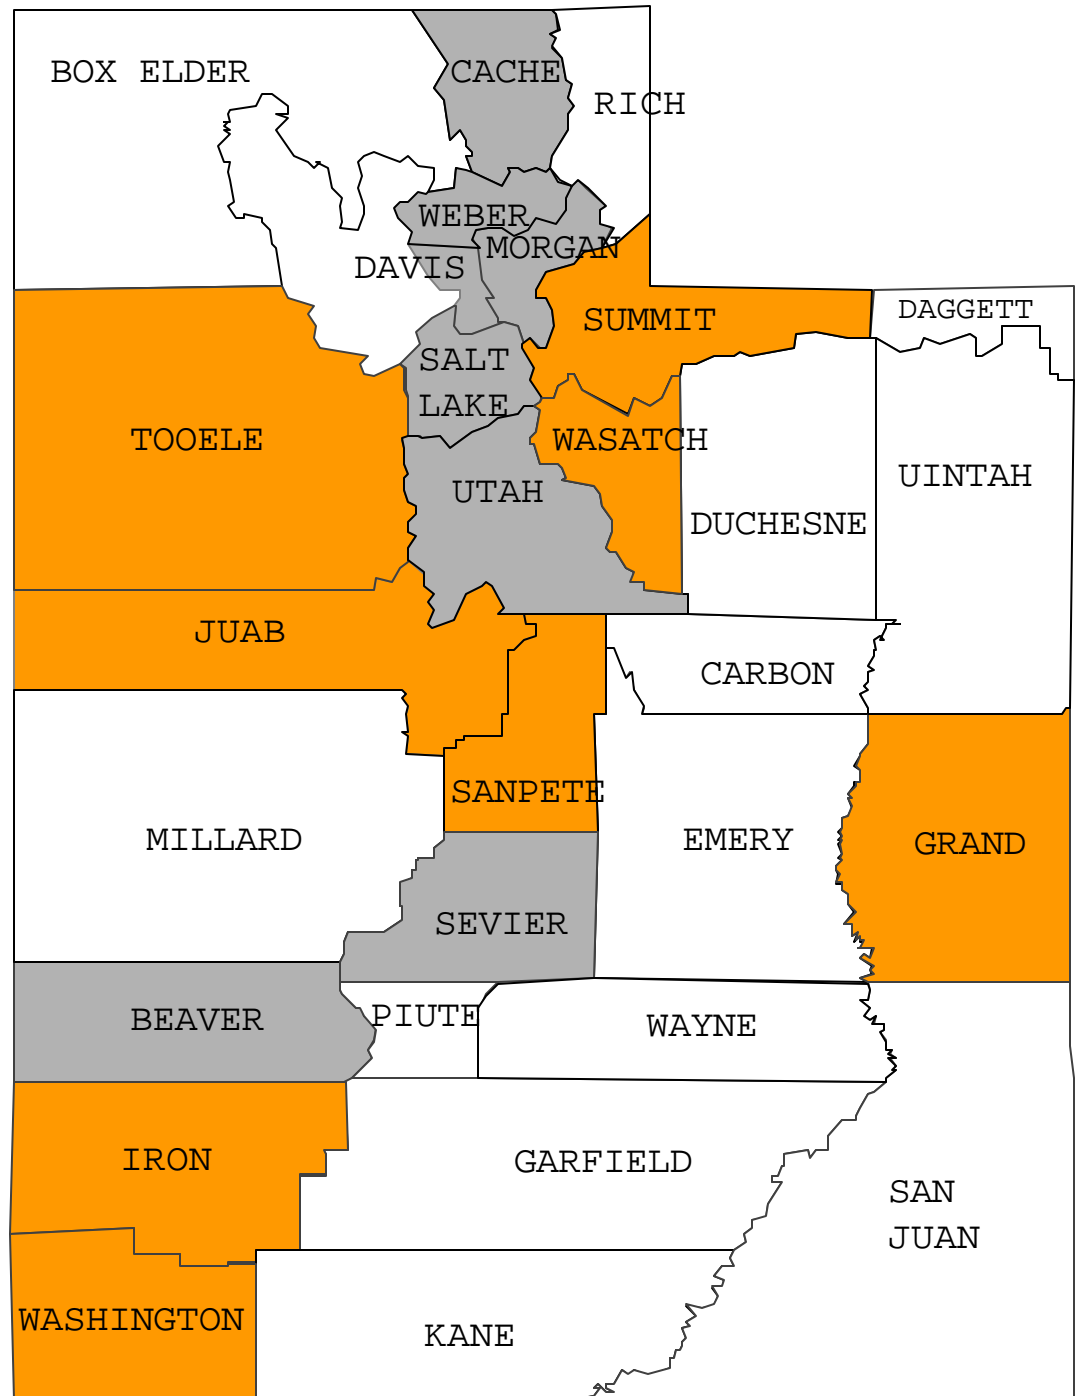 BOX ELDER
CACHE
RICH
WEBER
MORGAN
DAVIS
DAGGETT
SUMMIT
SALT
LAKE
TOOELE
WASATCH
UINTAH
UTAH
DUCHESNE
JUAB
CARBON
SANPETE
MILLARD
EMERY
GRAND
SEVIER
BEAVER
PIUTE
WAYNE
IRON
GARFIELD
SAN
JUAN
WASHINGTON
KANE